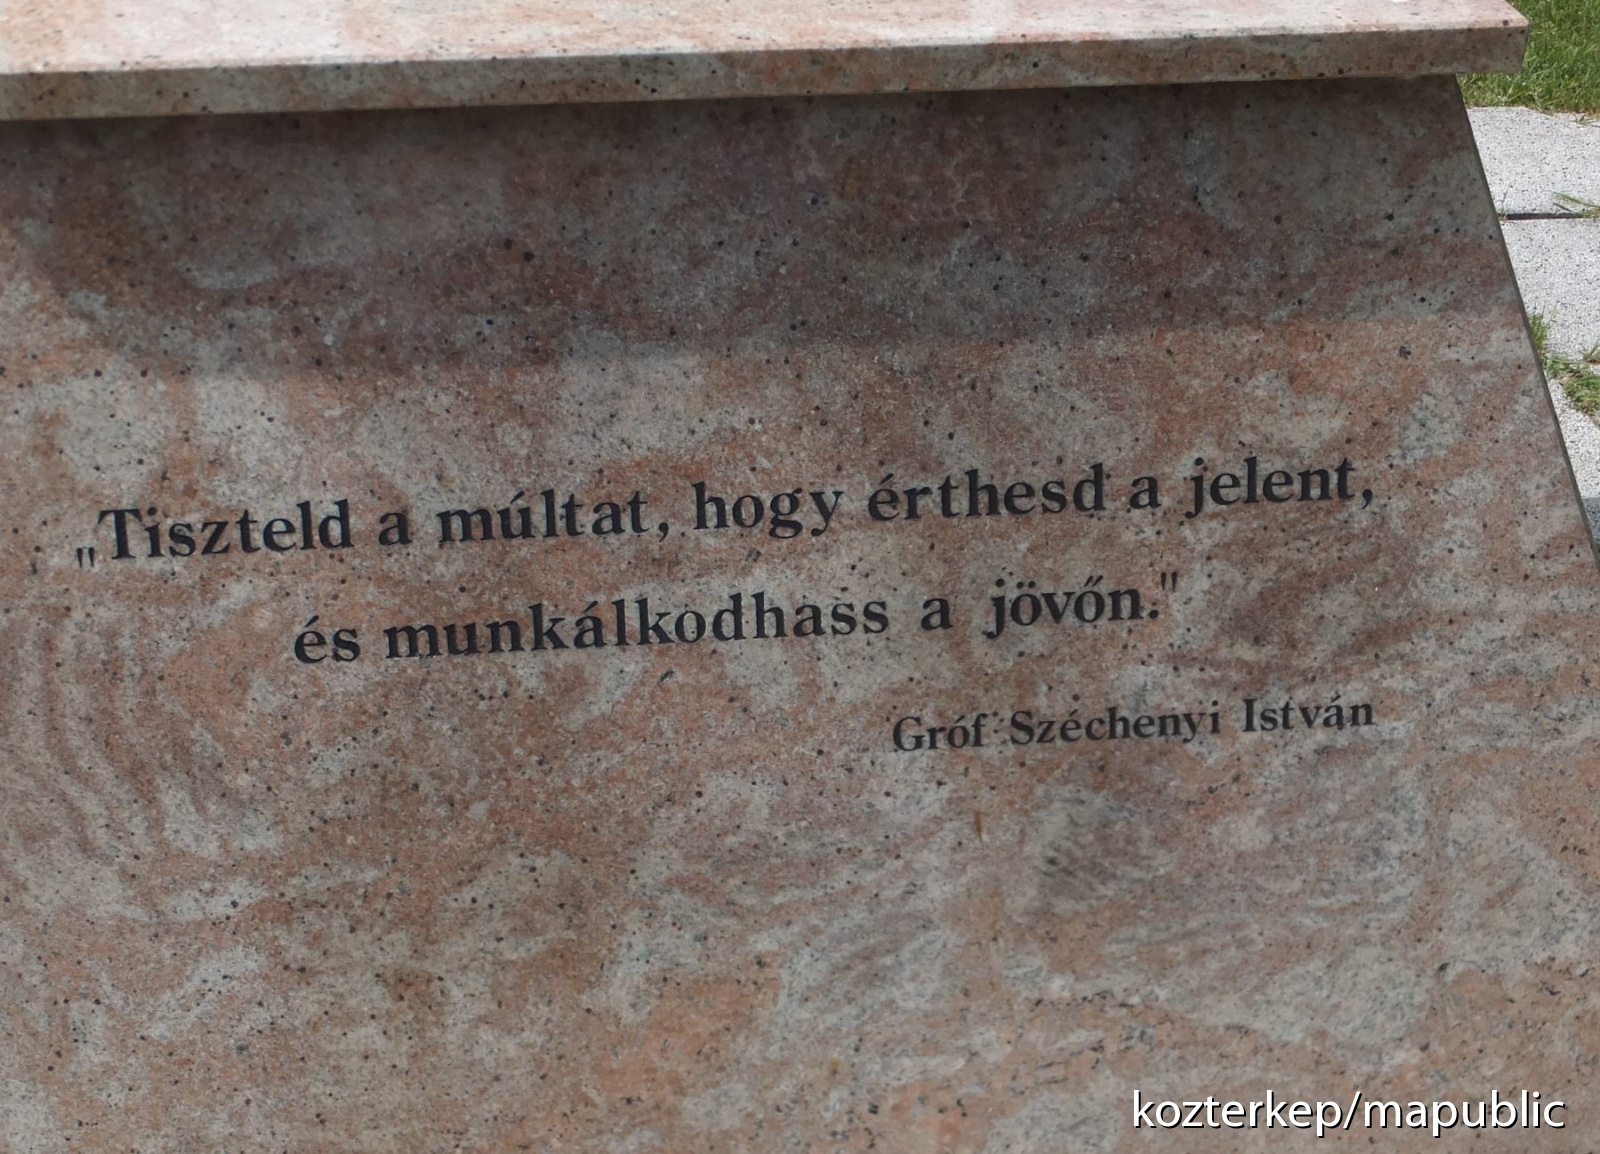 „Tiszteld a múltat, hogy érthesd a jelent,
és munkálkodhass a jövőn."
Gróf Széchenyi István
kozterkep/mapublic